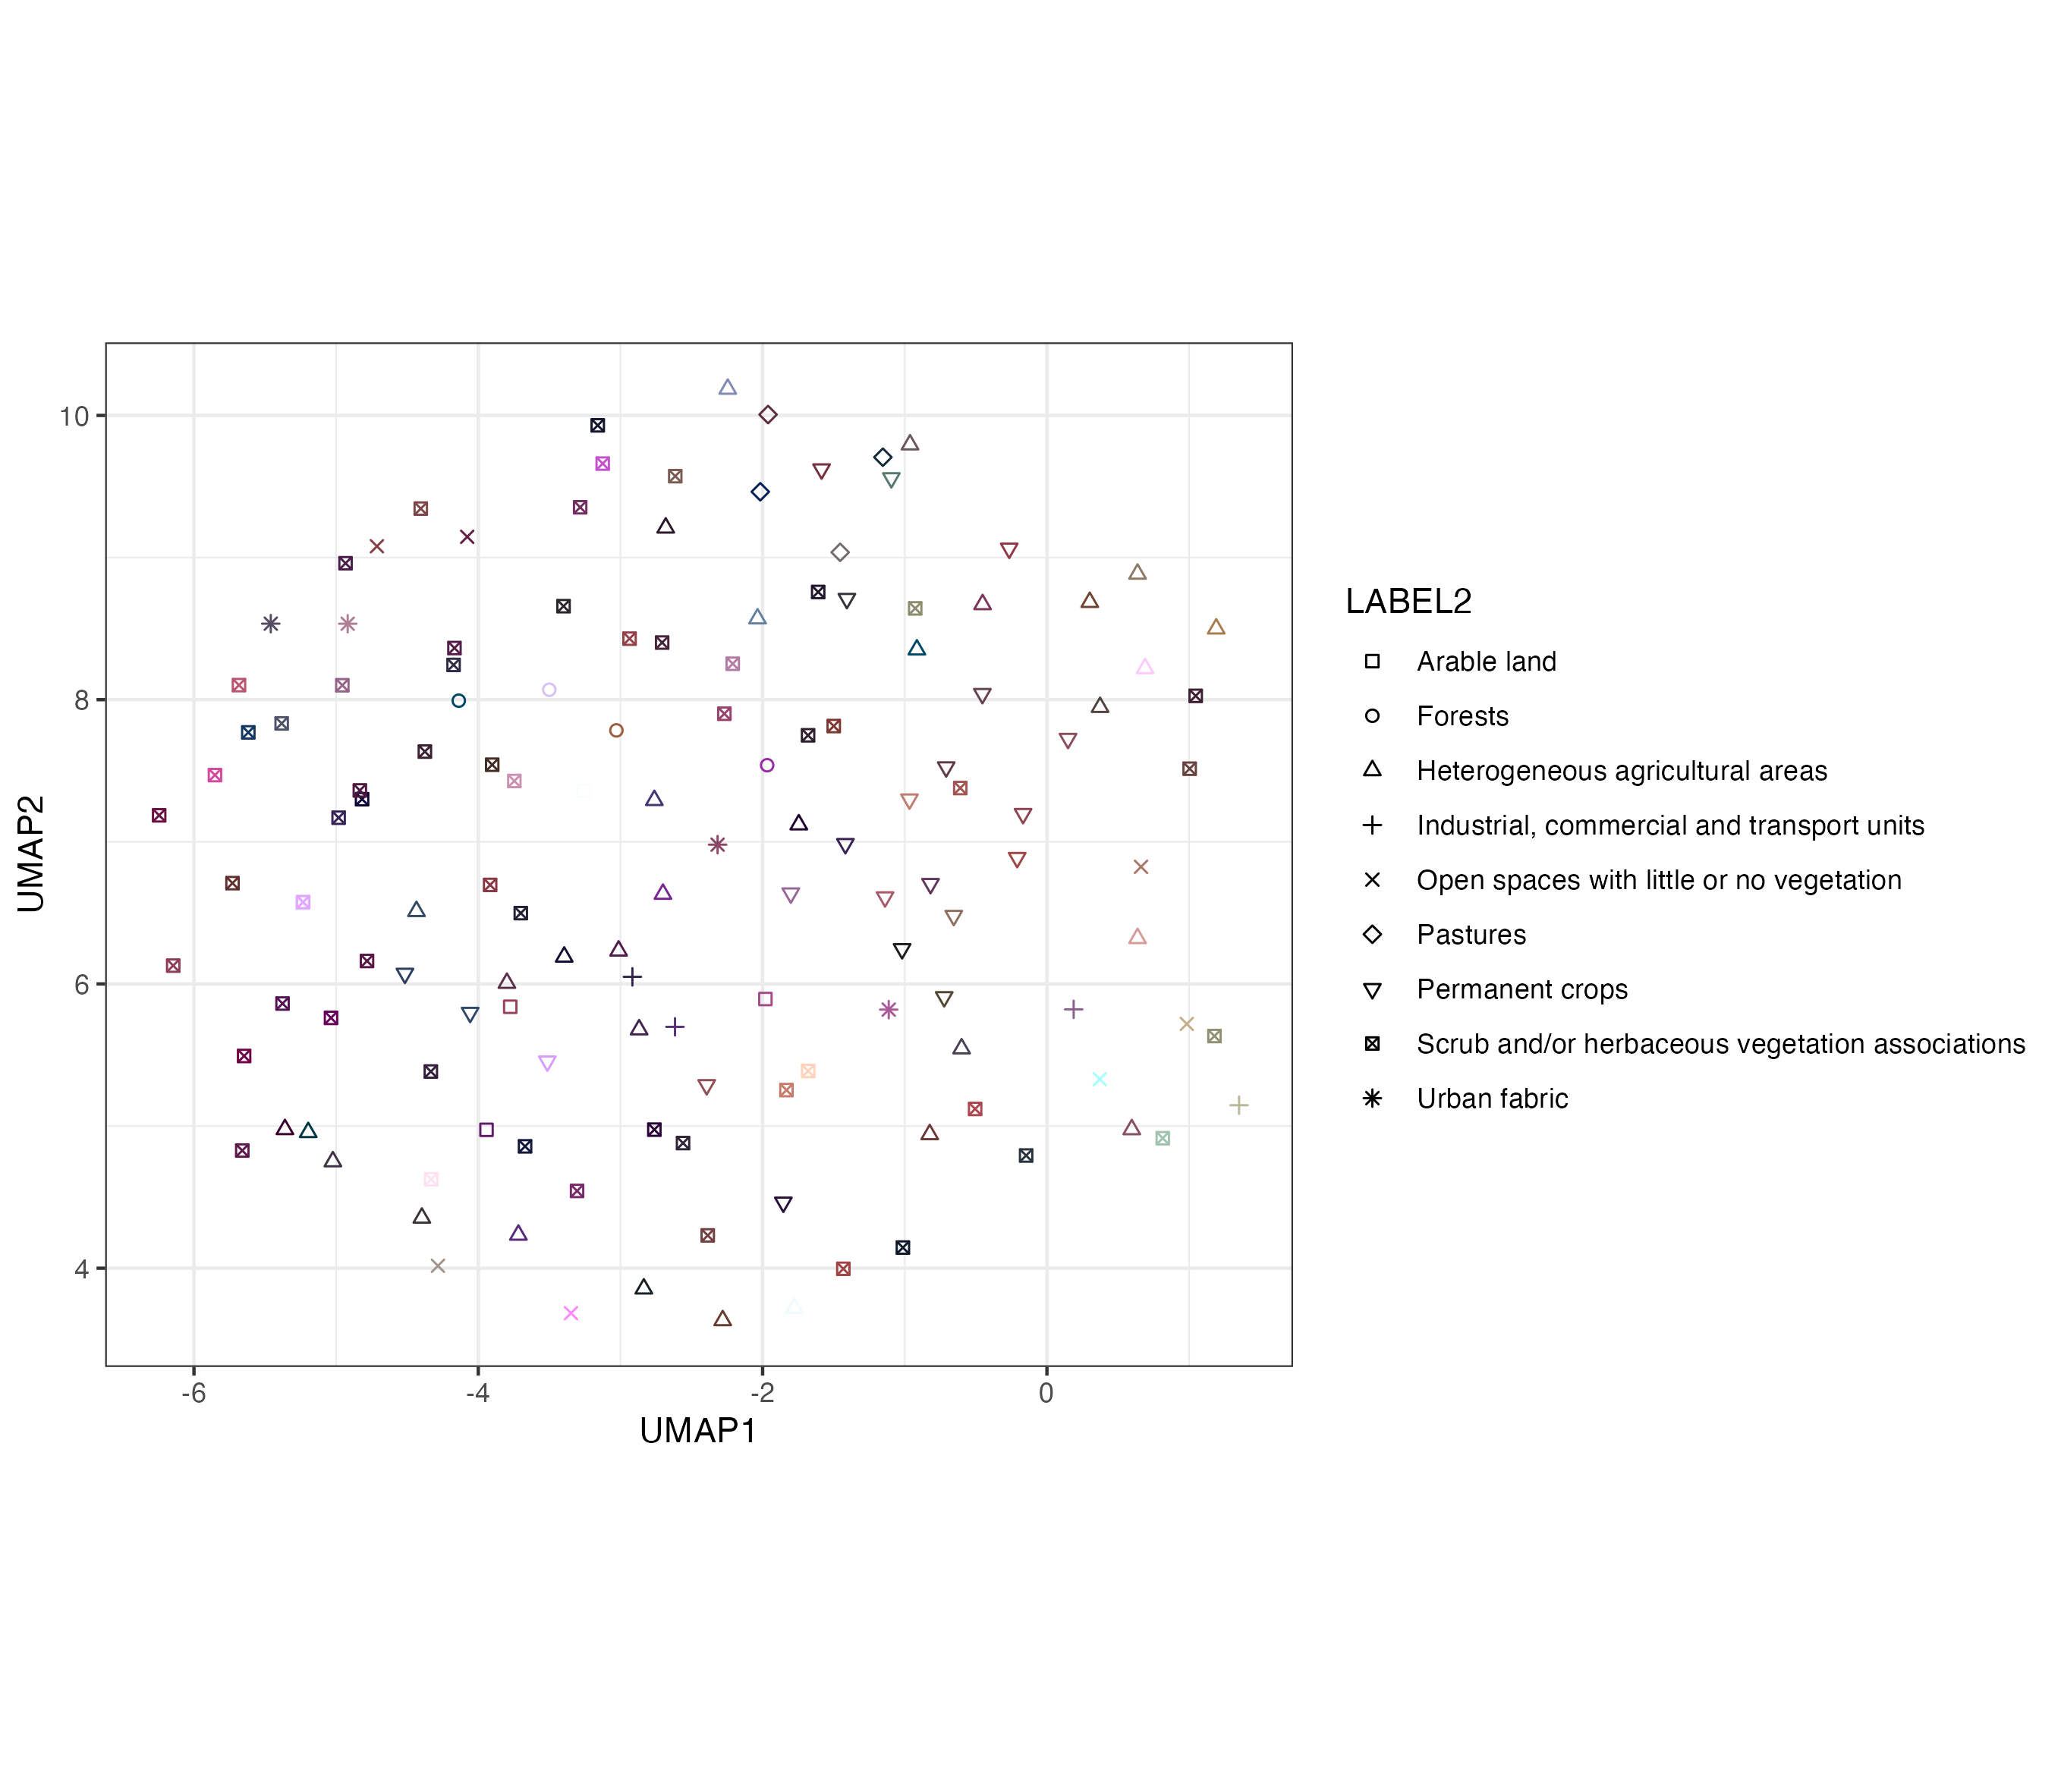 10
8
6
4
UMAP2
-6
-4
-2
0
UMAP1
LABEL2
Arable land
Forests
Heterogeneous agricultural areas
Industrial, commercial and transport units
Open spaces with little or no vegetation
Pastures
Permanent crops
Scrub and/or herbaceous vegetation associations
Urban fabric